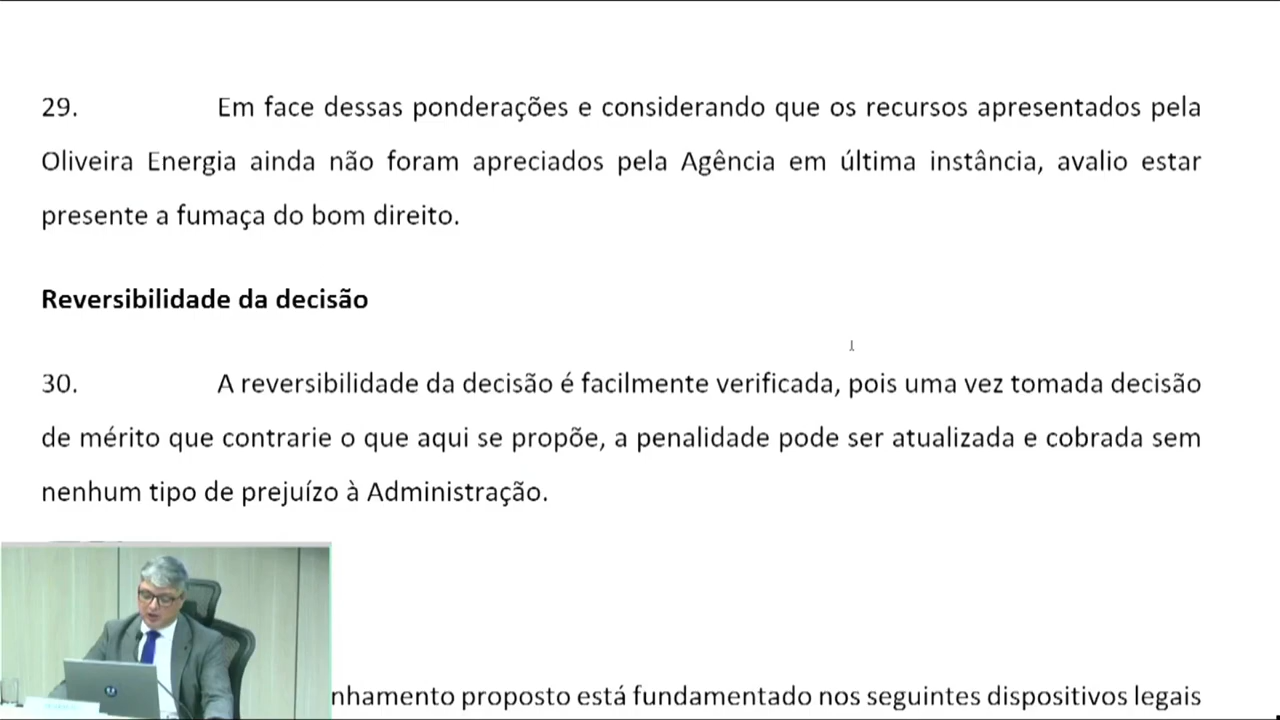 29. Em face dessas ponderações e considerando que os recursos apresentados pela
Oliveira Energia ainda não foram apreciados pela Agência em última instância, avalio estar
presente a fumaça do bom direito.
Reversibilidade da decisão
30. A reversibilidade da decisão é facilmente verificada, pois uma vez tomada decisão
de mérito que contrarie o que aqui se propõe, a penalidade pode ser atualizada e cobrada sem
nenhum tipo de prejuízo à Administração.
nhamento proposto está fundamentado nos seguintes dispositivos legais